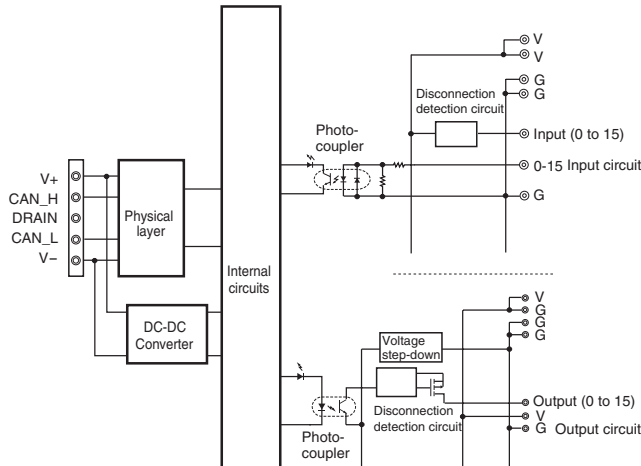 V
V
G
G
Disconnection
detection circuit
Input (0 to 15)
Photo-
coupler
0-15 Input circuit
G
V+
CAN_H
DRAIN
CAN_L
V−
Physical
layer
Internal
circuits
DC-DC
Converter
V
G
G
G
Voltage
step-down
Output (0 to 15)
Disconnection
detection circuit
V
G Output circuit
Photo-
coupler